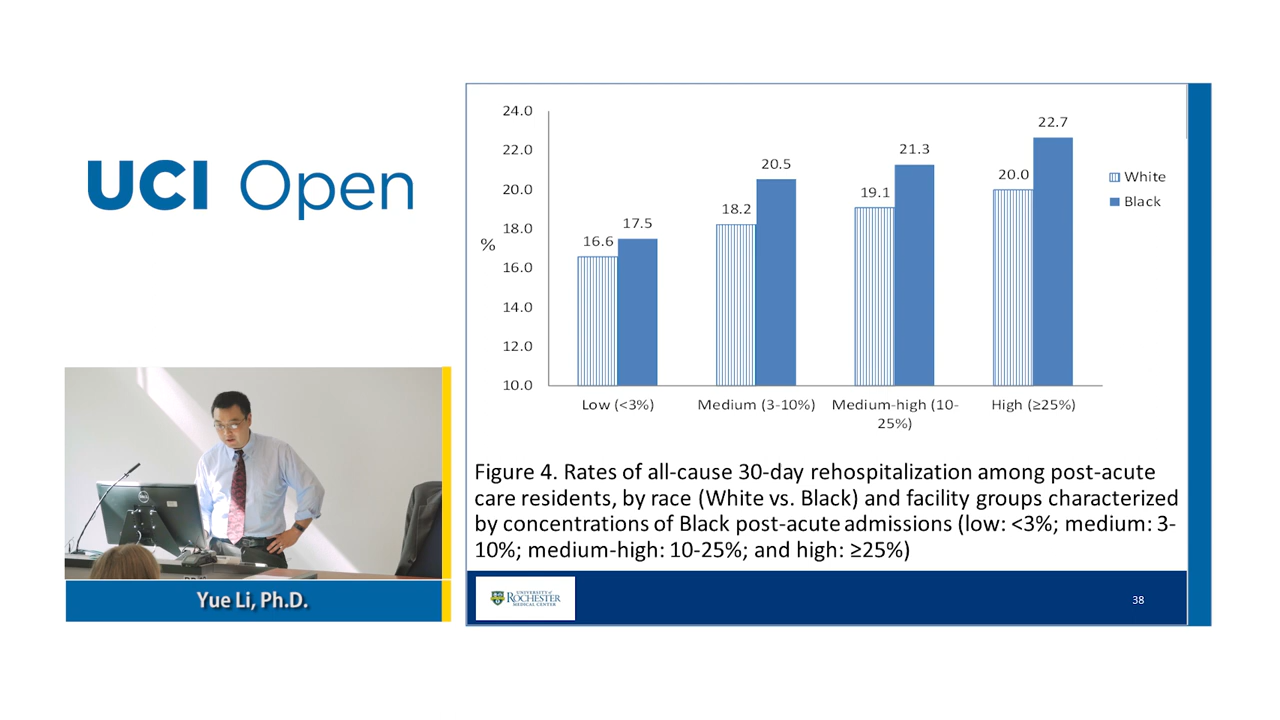 UCI Open
24.0
22.0
20.0
18.0
16.0
14.0
12.0
10.0
%
16.6
17.5
18.2
20.5
19.1
21.3
20.0
22.7
White
Black
Low (<3%)
Medium (3-10%)
Medium-high (10-
25%)
High (≥25%)
Figure 4. Rates of all-cause 30-day rehospitalization among post-acute
care residents, by race (White vs. Black) and facility groups characterized
by concentrations of Black post-acute admissions (low: <3%; medium: 3-
10%; medium-high: 10-25%; and high: ≥25%)
UNIVERSITY of
ROCHESTER
MEDICAL CENTER
38
DELL
Yue Li, Ph.D.